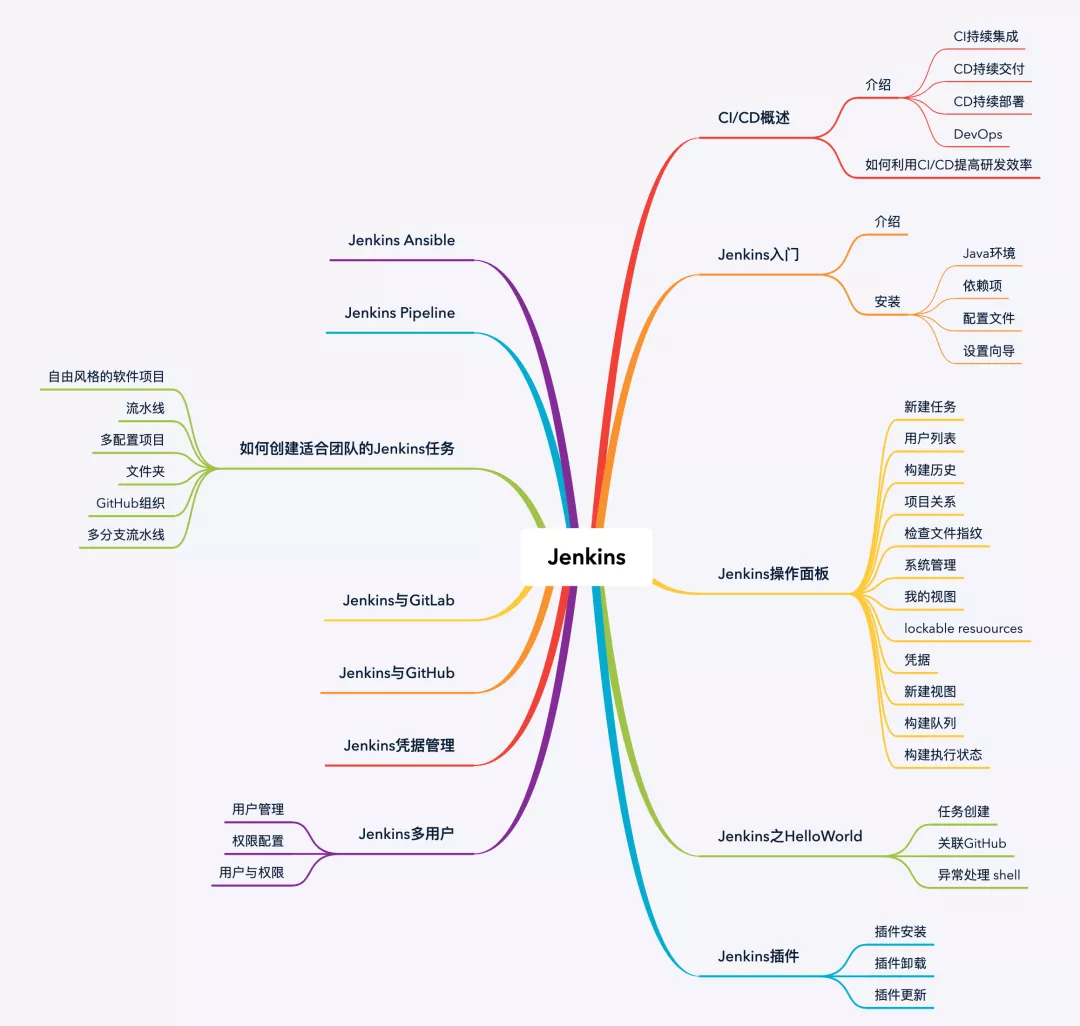 Jenkins
CI/CD概述
介绍
CI持续集成
CD持续交付
CD持续部署
DevOps
如何利用CI/CD提高研发效率
Jenkins入门
介绍
安装
Java环境
依赖项
配置文件
设置向导
Jenkins操作面板
新建任务
用户列表
构建历史
项目关系
检查文件指纹
系统管理
我的视图
lockable resuources
凭据
新建视图
构建队列
构建执行状态
Jenkins之HelloWorld
任务创建
关联GitHub
异常处理 shell
Jenkins插件
插件安装
插件卸载
插件更新
Jenkins Ansible
Jenkins Pipeline
如何创建适合团队的Jenkins任务
自由风格的软件项目
流水线
多配置项目
文件夹
GitHub组织
多分支流水线
Jenkins与GitLab
Jenkins与GitHub
Jenkins凭据管理
Jenkins多用户
用户管理
权限配置
用户与权限